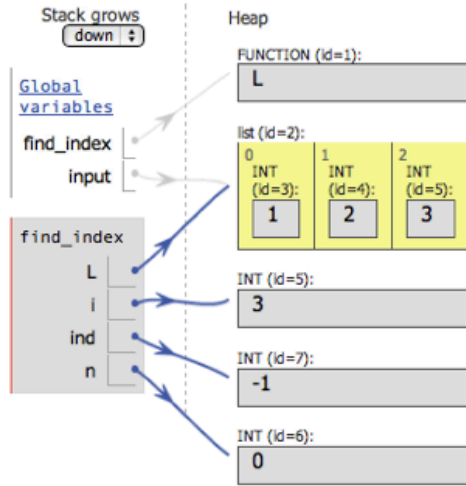 Stack grows
down
Heap
Global
variables
find_index
input
FUNCTION (id=1):
L
list (id=2):
0 1 2
INT INT INT
(id=3): (id=4): (id=5):
1 2 3
find_index
L
i
ind
n
INT (id=5):
3
INT (id=7):
-1
INT (id=6):
0